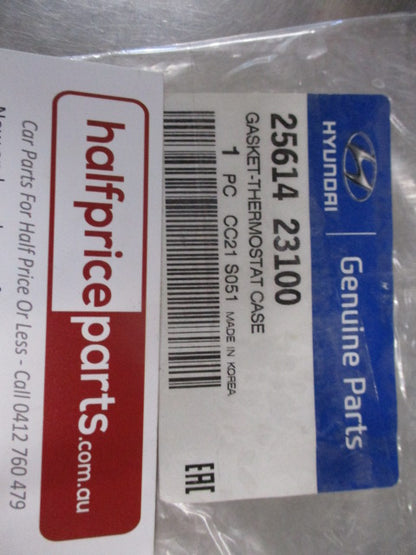 HYUNDAI
Genuine Parts
25614 23100
GASKET-THERMOSTAT CASE
1 PC CC21 S051 MADE IN KOREA
EAC
halfpriceparts.com.au
Car Parts For Half Price Or Less - Call 0412 760 479